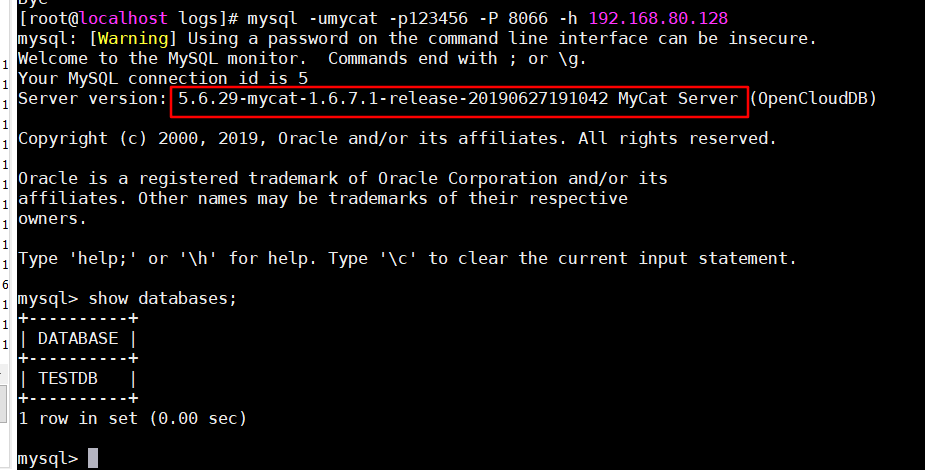 Bye
[root@localhost logs]# mysql -umycat -p123456 -P 8066 -h 192.168.80.128
mysql: [Warning] Using a password on the command line interface can be insecure.
Welcome to the MySQL monitor.  Commands end with ; or \g.
Your MySQL connection id is 5
Server version: 5.6.29-mycat-1.6.7.1-release-20190627191042 MyCat Server (OpenCloudDB)
Copyright (c) 2000, 2019, Oracle and/or its affiliates. All rights reserved.
Oracle is a registered trademark of Oracle Corporation and/or its
affiliates. Other names may be trademarks of their respective
owners.
Type 'help;' or '\h' for help. Type '\c' to clear the current input statement.
mysql> show databases;
+----------+
| DATABASE |
+----------+
| TESTDB   |
+----------+
1 row in set (0.00 sec)
mysql>